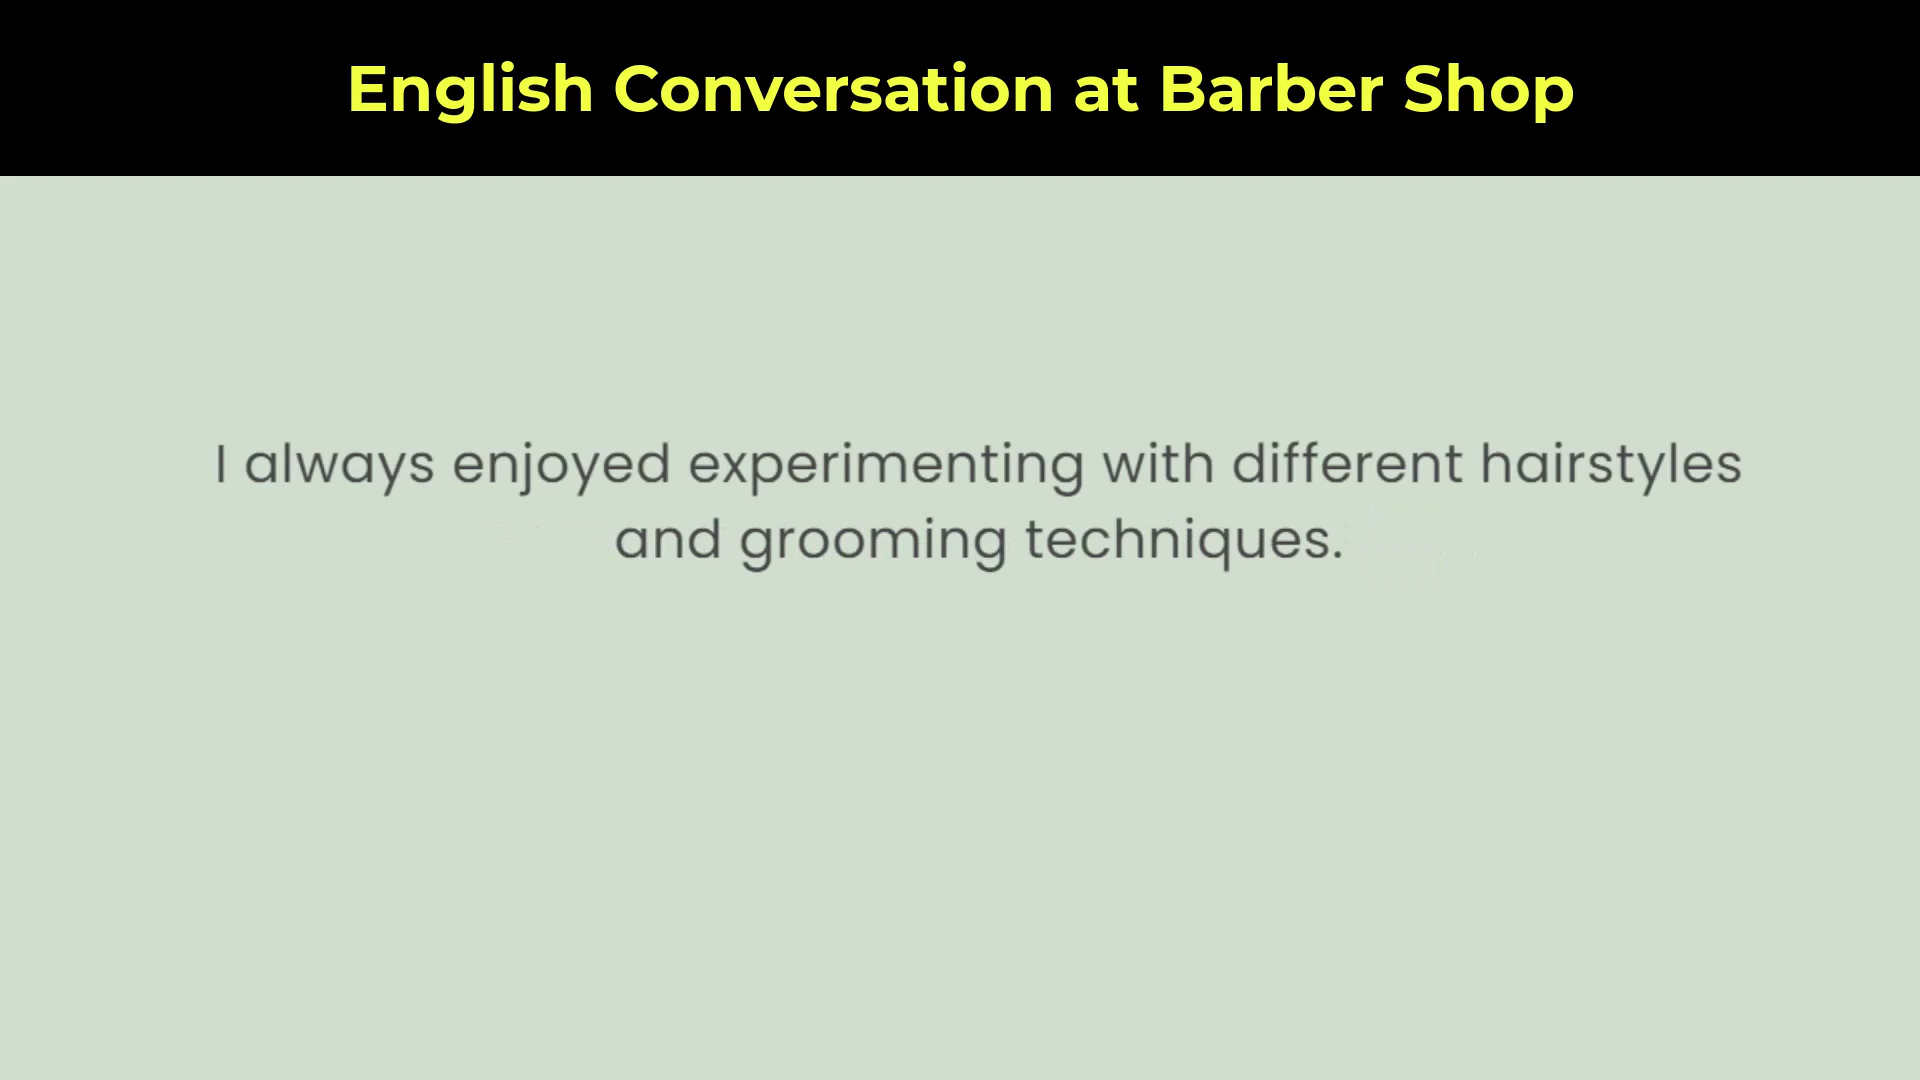 English Conversation at Barber Shop
I always enjoyed experimenting with different hairstyles
and grooming techniques.